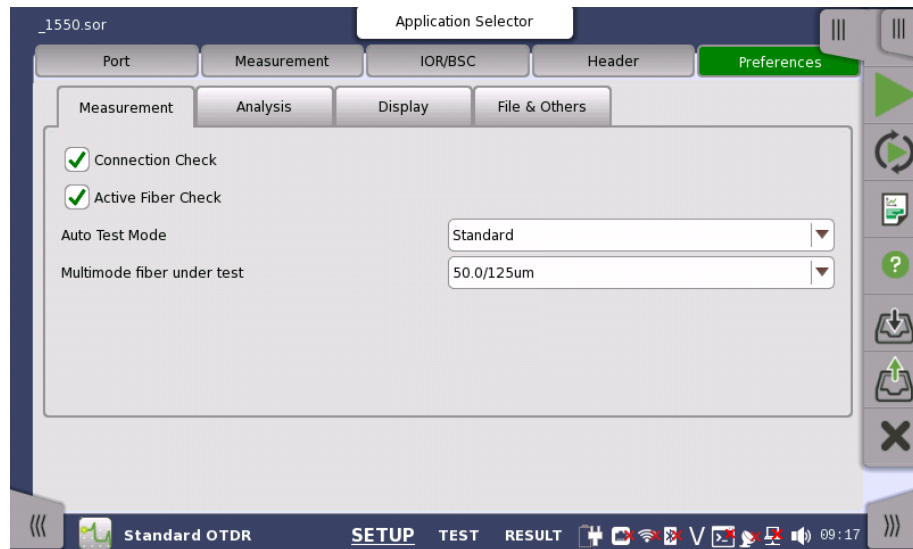 _1550.sor
Application Selector
Port Measurement IOR/BSC Header Preferences
Measurement Analysis Display File & Others
Connection Check
Active Fiber Check
Auto Test Mode Standard
Multimode fiber under test 50.0/125um
?
Standard OTDR SETUP TEST RESULT V 09:17